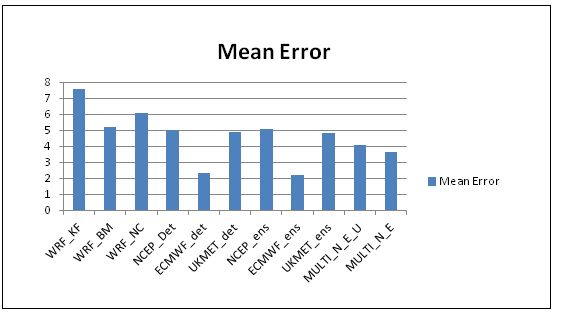 Mean Error
8
7
6
5
4
3
2
1
0
WRF_KF
WRF_BM
WRF_NC
NCEP_Det
ECMWF_det
UKMET_det
NCEP_ens
ECMWF_ens
UKMET_ens
MULTI_N_E_U
MULTI_N_E
Mean Error